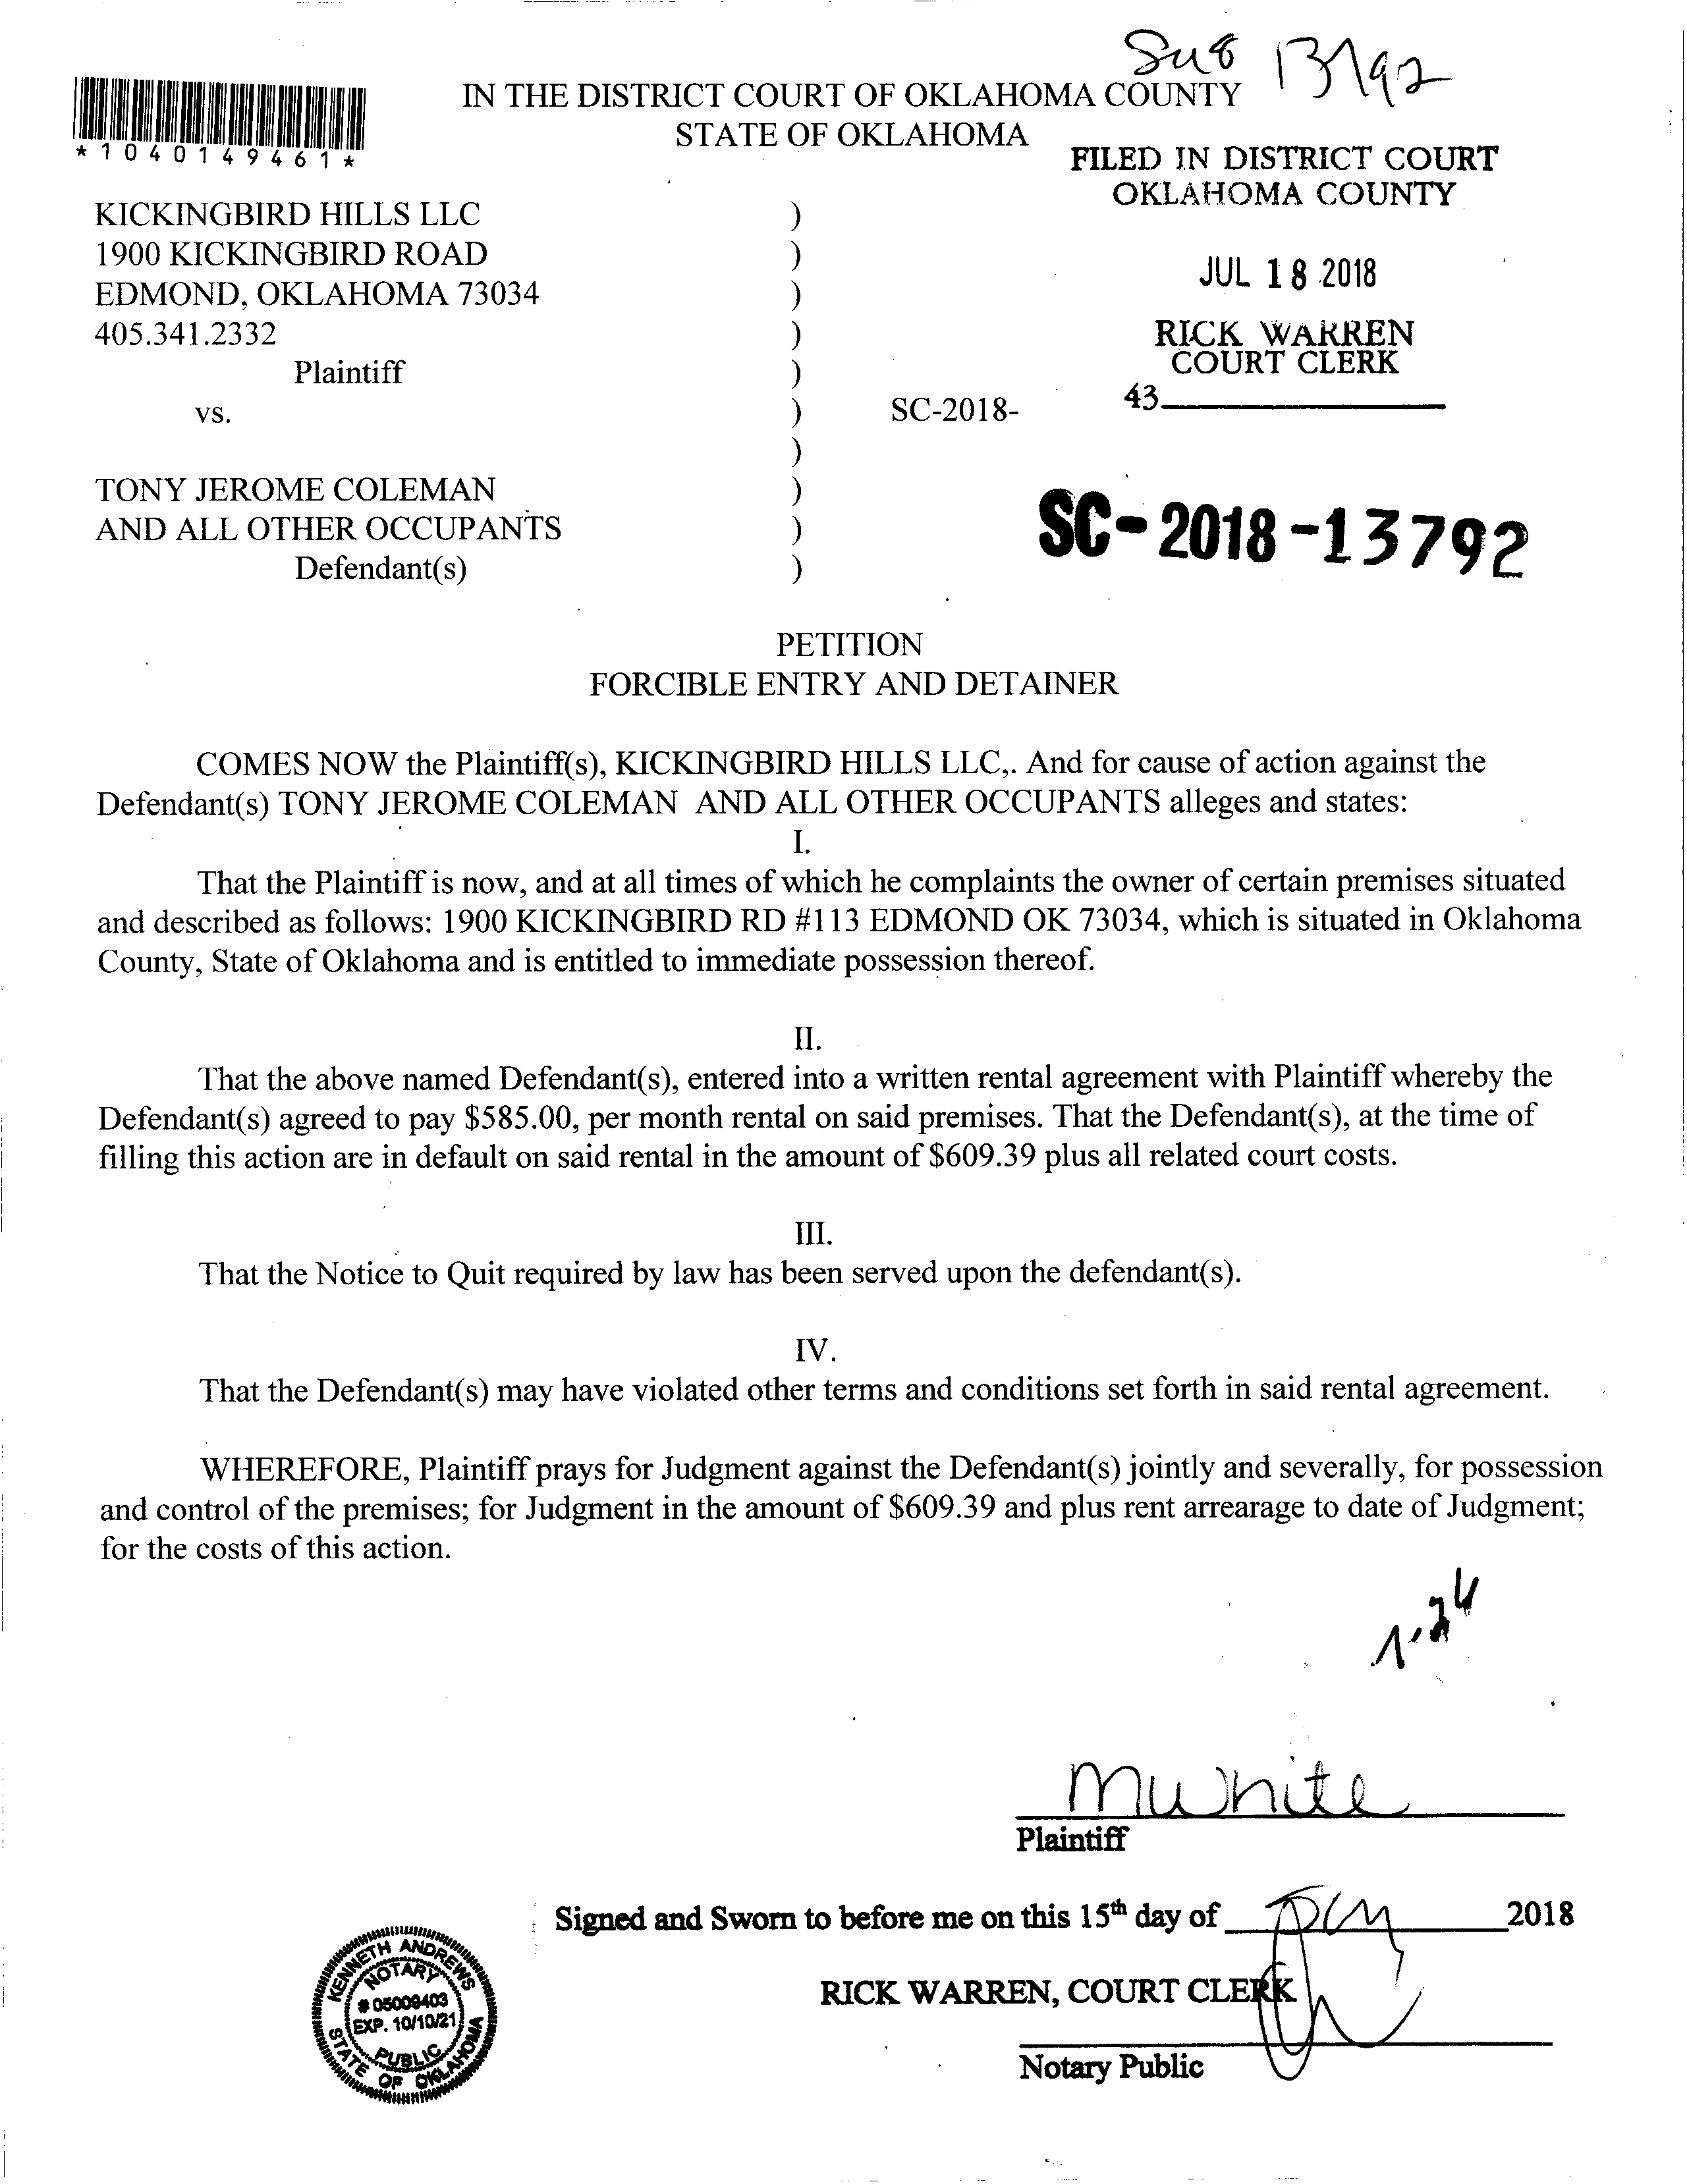 13792
IN THE DISTRICT COURT OF OKLAHOMA COUNTY
STATE OF OKLAHOMA
*1040149461*
FILED IN DISTRICT COURT
OKLAHOMA COUNTY
JUL 18 2018
RICK WARREN
COURT CLERK
43
KICKINGBIRD HILLS LLC )
1900 KICKINGBIRD ROAD )
EDMOND, OKLAHOMA 73034 )
405.341.2332 )
Plaintiff )
vs. ) SC-2018-
)
TONY JEROME COLEMAN )
AND ALL OTHER OCCUPANTS )
Defendant(s) )
SC-2018-13792
PETITION
FORCIBLE ENTRY AND DETAINER
COMES NOW the Plaintiff(s), KICKINGBIRD HILLS LLC,. And for cause of action against the
Defendant(s) TONY JEROME COLEMAN AND ALL OTHER OCCUPANTS alleges and states:
I.
That the Plaintiff is now, and at all times of which he complaints the owner of certain premises situated
and described as follows: 1900 KICKINGBIRD RD #113 EDMOND OK 73034, which is situated in Oklahoma
County, State of Oklahoma and is entitled to immediate possession thereof.
II.
That the above named Defendant(s), entered into a written rental agreement with Plaintiff whereby the
Defendant(s) agreed to pay $585.00, per month rental on said premises. That the Defendant(s), at the time of
filling this action are in default on said rental in the amount of $609.39 plus all related court costs.
III.
That the Notice to Quit required by law has been served upon the defendant(s).
IV.
That the Defendant(s) may have violated other terms and conditions set forth in said rental agreement.
WHEREFORE, Plaintiff prays for Judgment against the Defendant(s) jointly and severally, for possession
and control of the premises; for Judgment in the amount of $609.39 and plus rent arrearage to date of Judgment;
for the costs of this action.
MWhite
Plaintiff
Signed and Sworn to before me on this 15th day of 2018
RICK WARREN, COURT CLERK
Notary Public
KENNETH ANDREWS
NOTARY
# 05009403
EXP. 10/10/21
PUBLIC
STATE OF OKLAHOMA